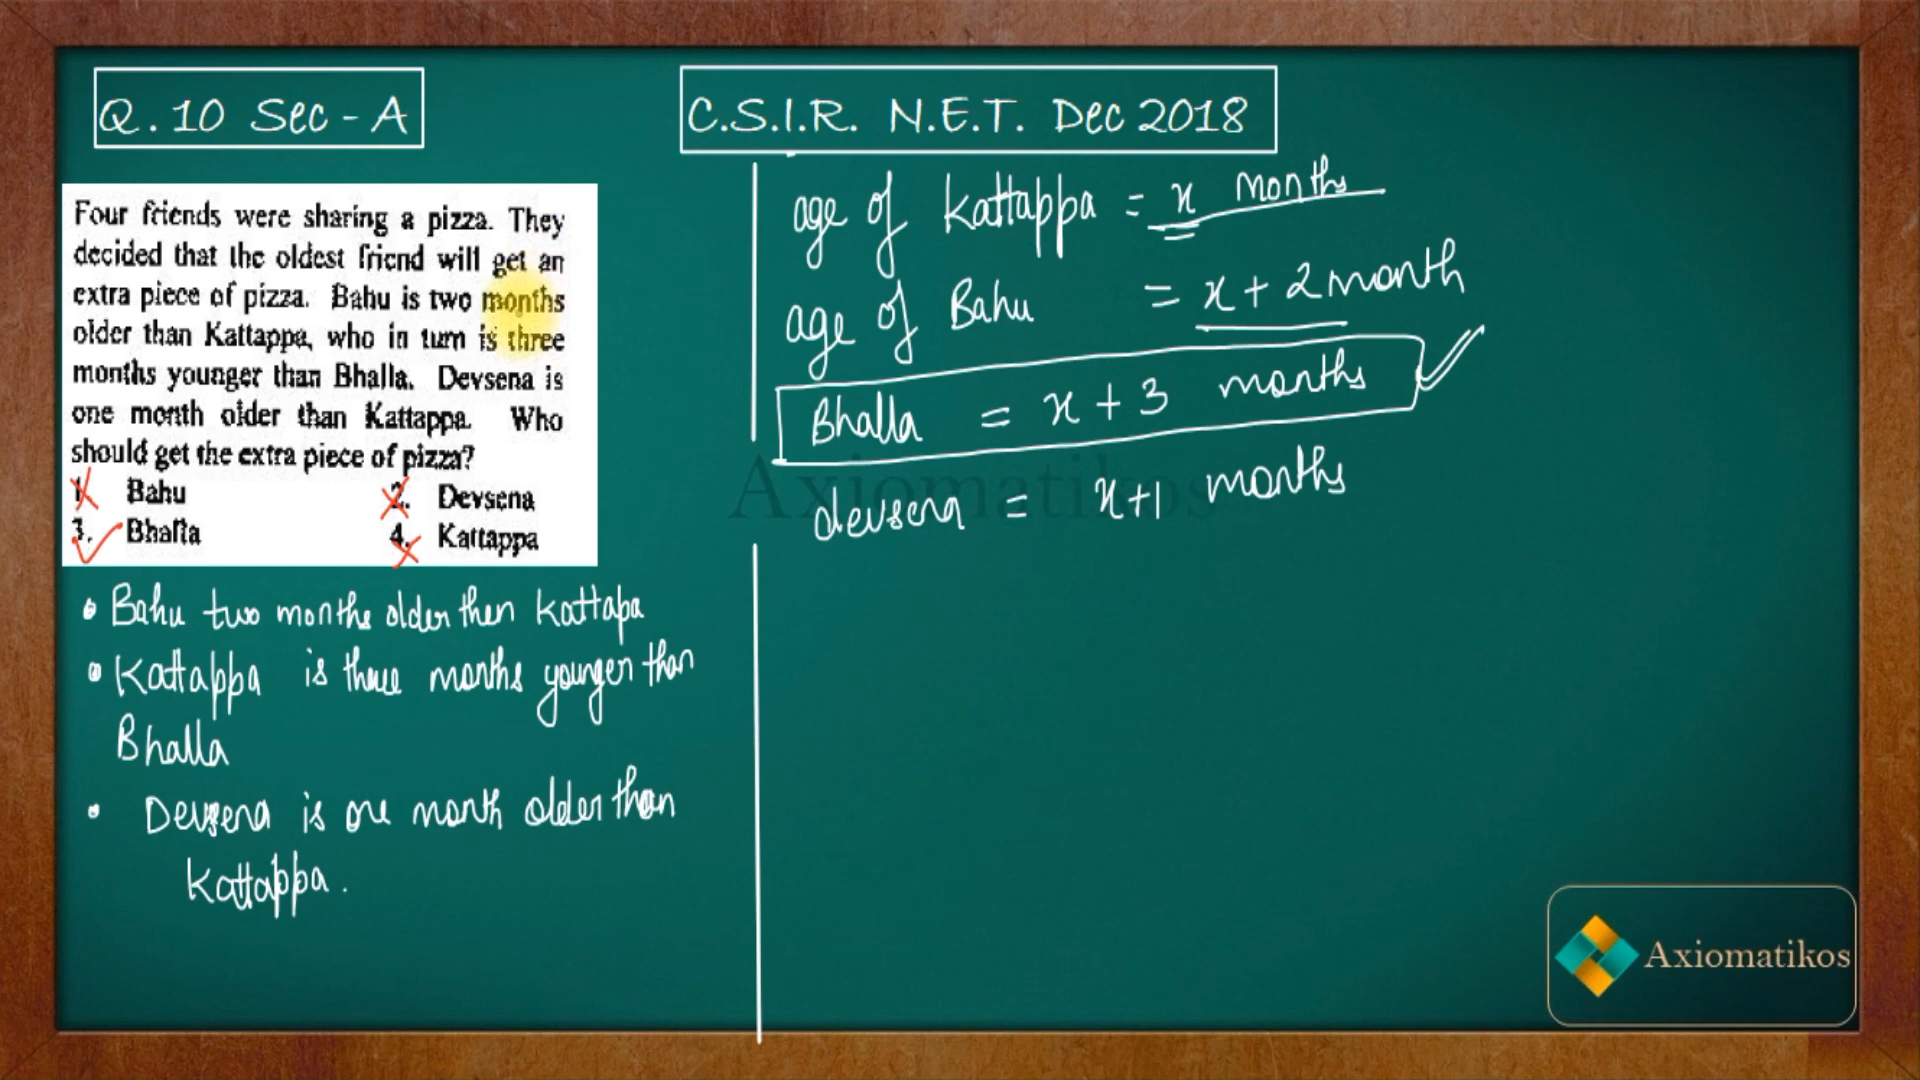 Q.10 Sec - A
C.S.I.R. N.E.T. Dec 2018
Four friends were sharing a pizza. They
decided that the oldest friend will get an
extra piece of pizza. Bahu is two months
older than Kattappa, who in turn is three
months younger than Bhalla. Devsena is
one month older than Kattappa. Who
should get the extra piece of pizza?
1. Bahu 2. Devsena
3. Bhalla 4. Kattappa
• Bahu two months older then Kattapa
• Kattappa is three months younger than
Bhalla
• Devsena is one month older than
Kattappa.
age of Kattappa = x months
age of Bahu = x + 2 month
Bhalla = x + 3 months
devsena = x+1 months
Axiomatikos
Axiomatikos